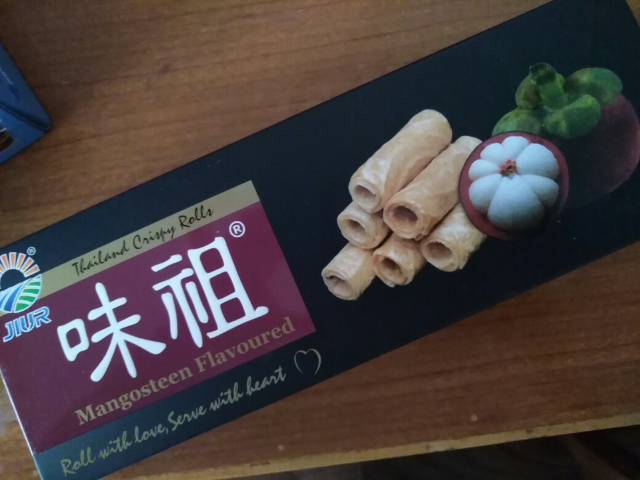 Thailand Crispy Rolls
味祖®
JIUR®
Mangosteen Flavoured
Roll with love, Serve with heart